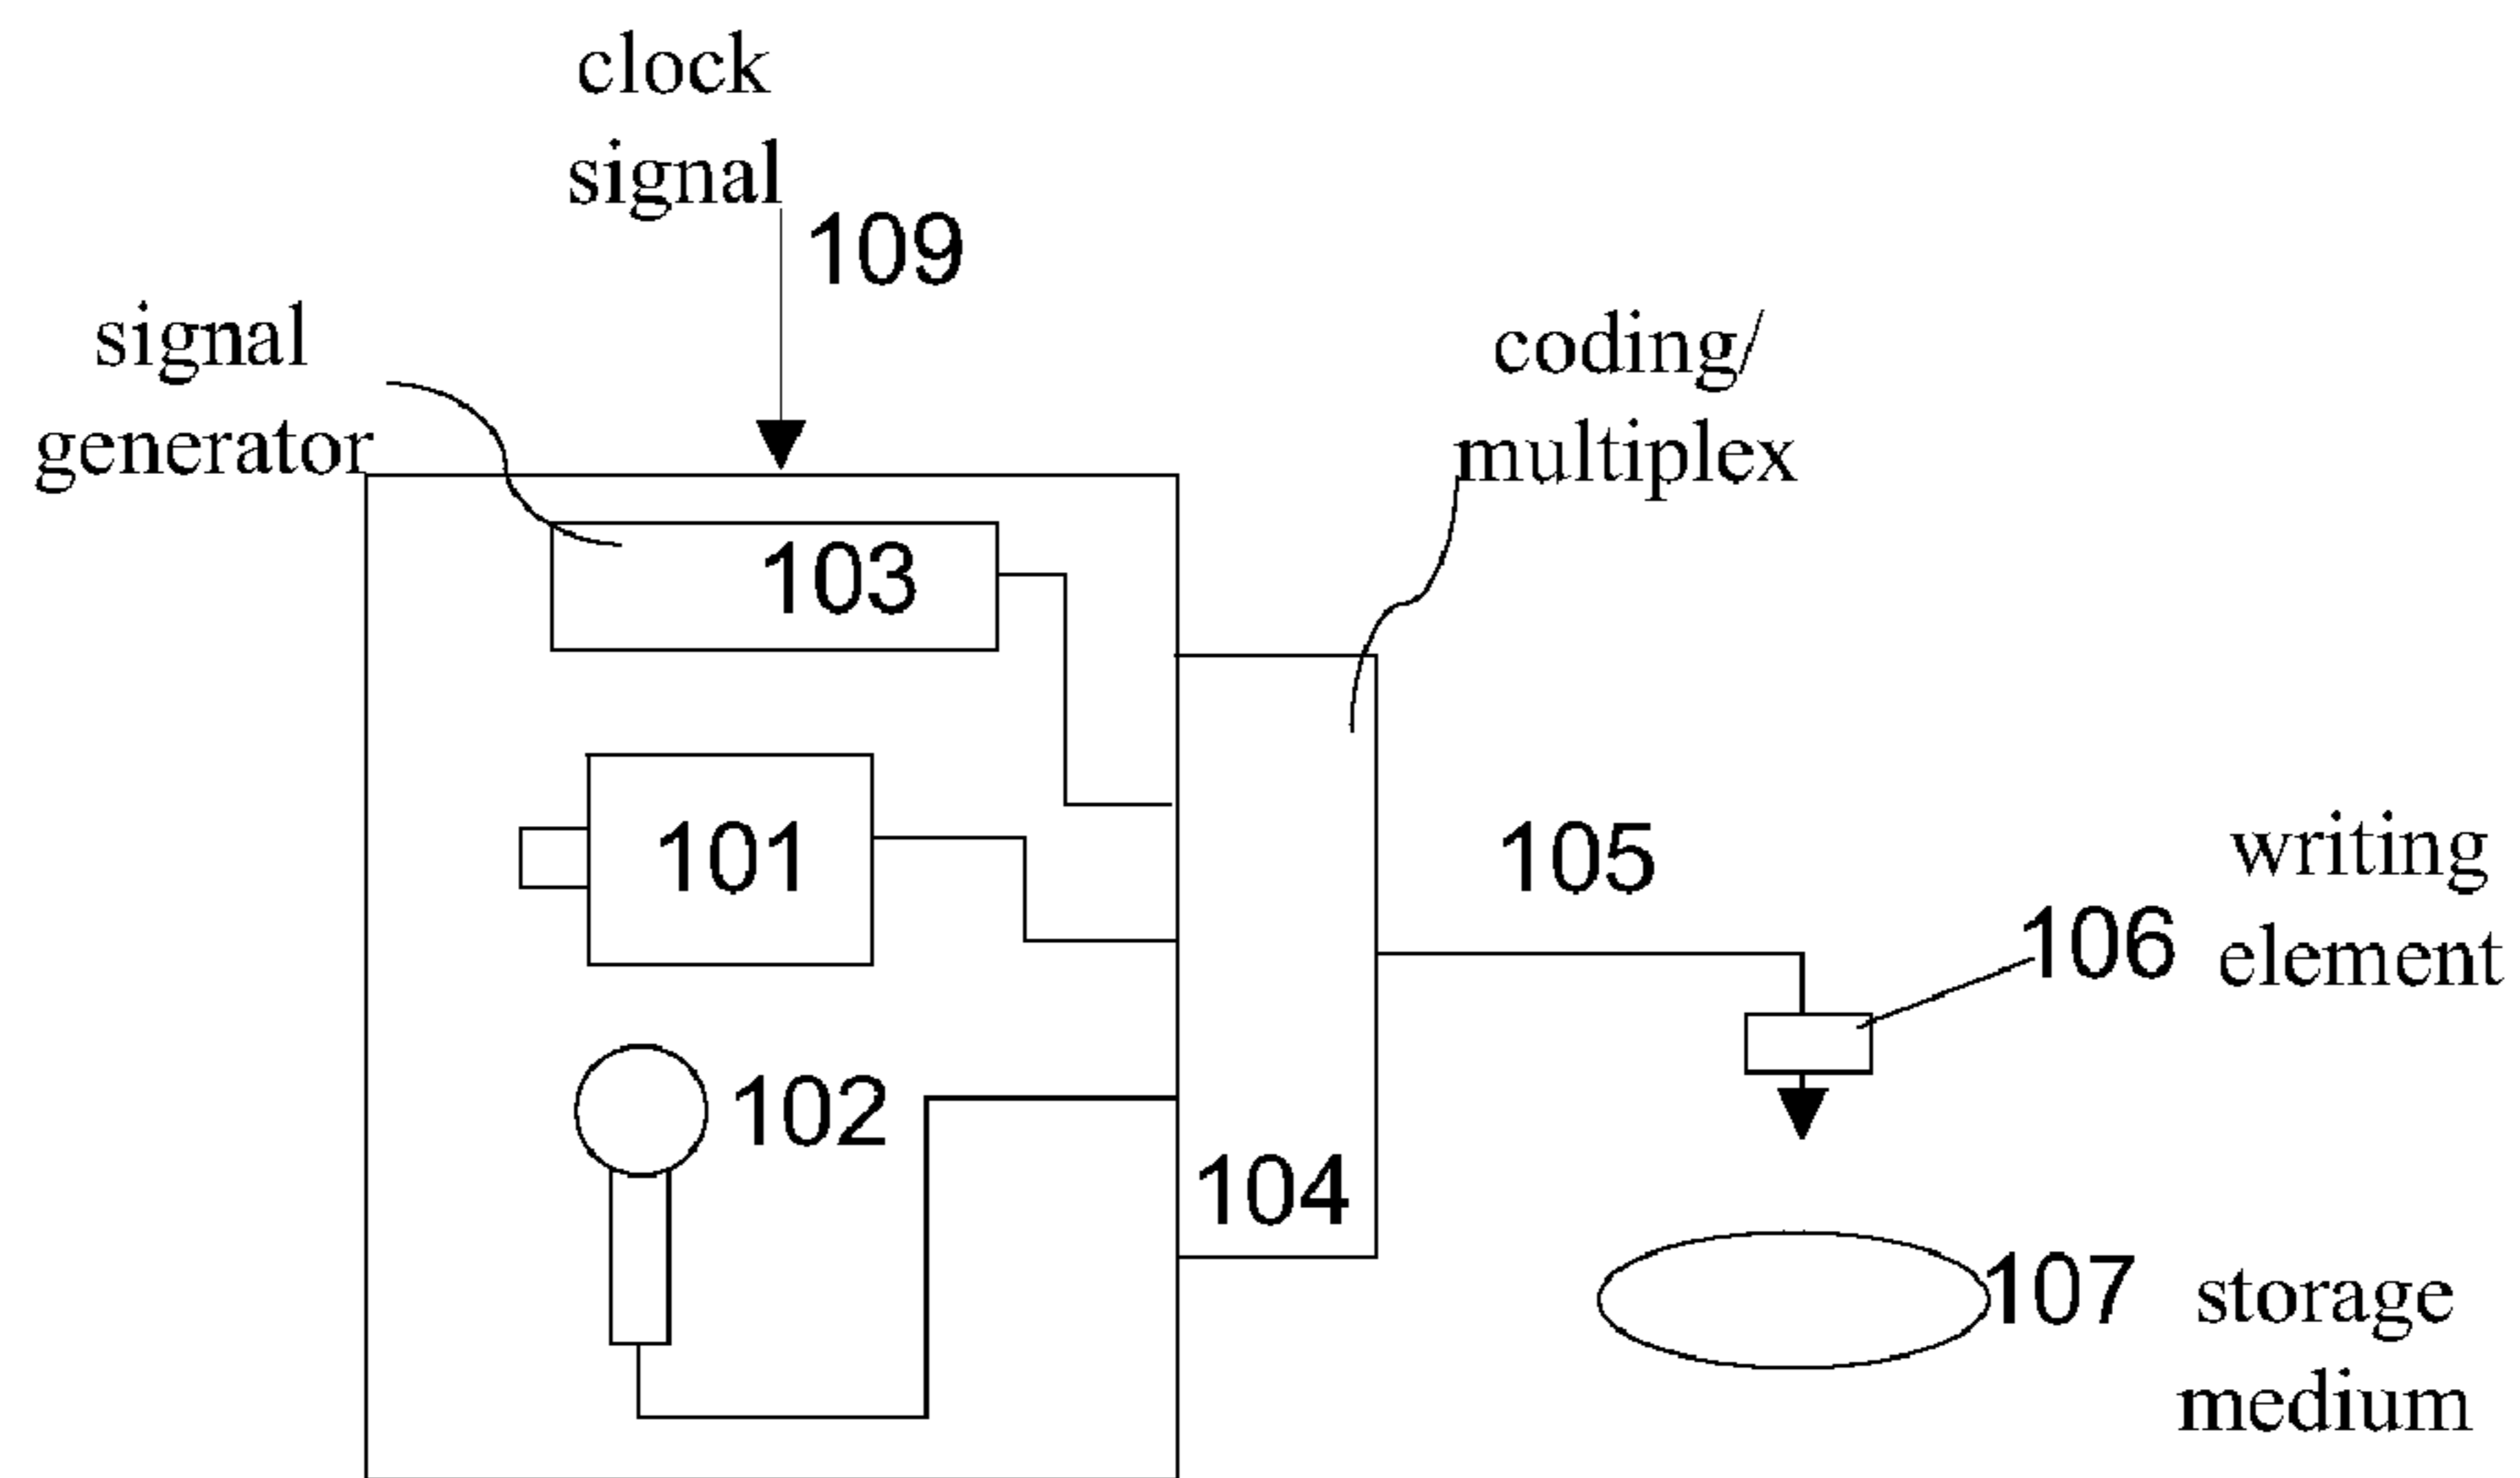 clock
signal
109
signal
generator
coding/
multiplex
103
101
105
writing
106 element
102
104
107 storage
medium